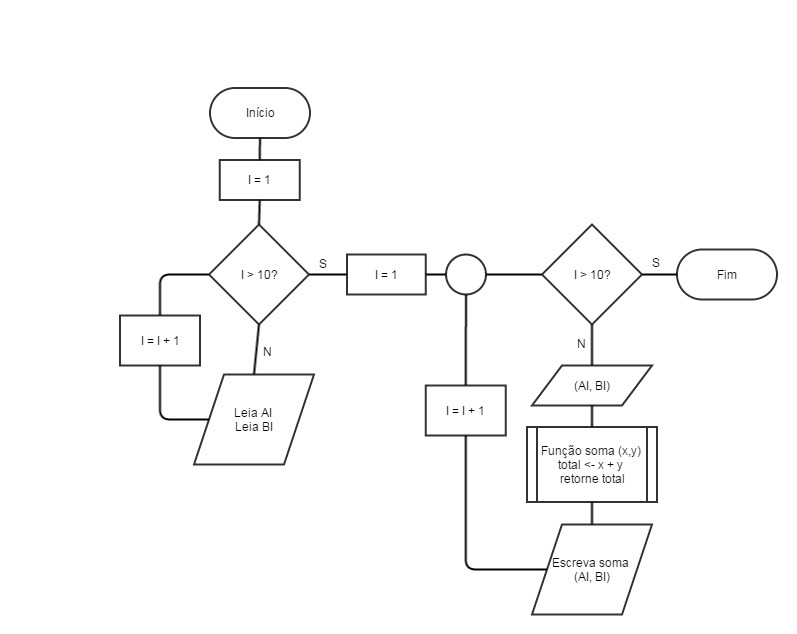 Início
I = 1
I > 10?
S
I = I + 1
N
Leia AI
Leia BI
I = 1
I > 10?
S
Fim
N
(AI, BI)
I = I + 1
Função soma (x,y)
total <- x + y
retorne total
Escreva soma
(AI, BI)